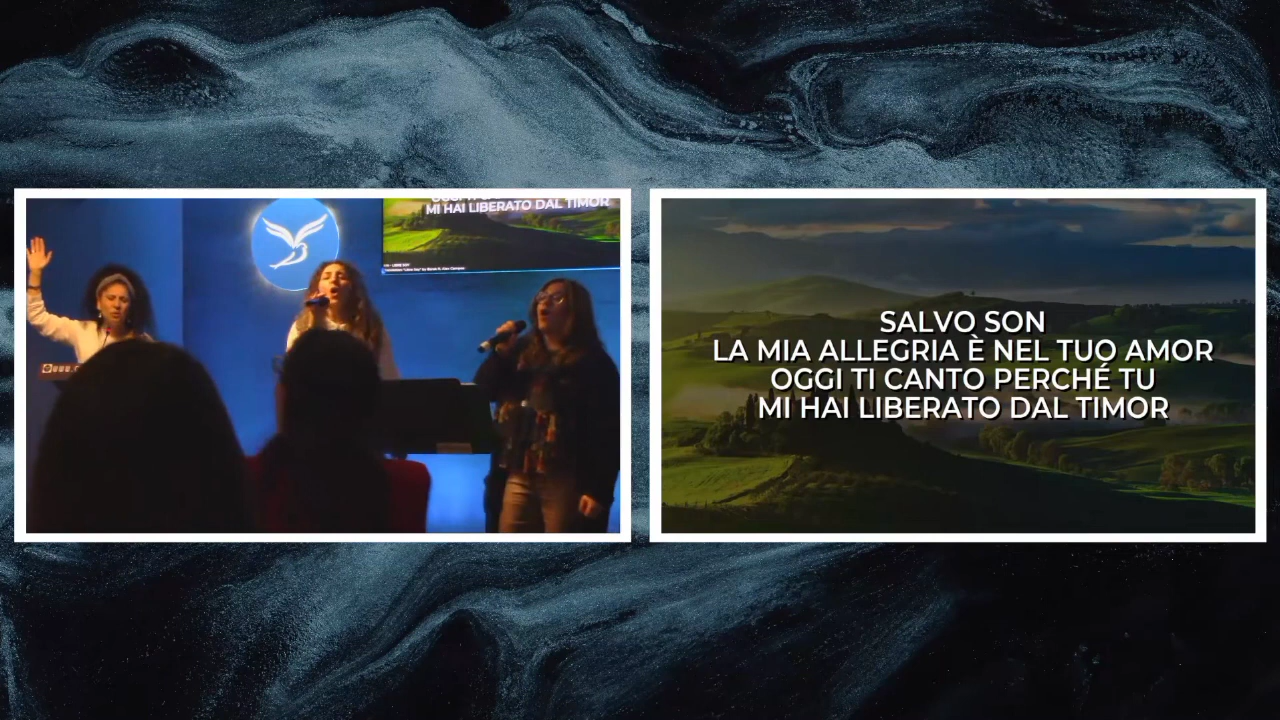 MI HAI LIBERATO DAL TIMOR
SALVO SON
LA MIA ALLEGRIA È NEL TUO AMOR
OGGI TI CANTO PERCHÉ TU
MI HAI LIBERATO DAL TIMOR